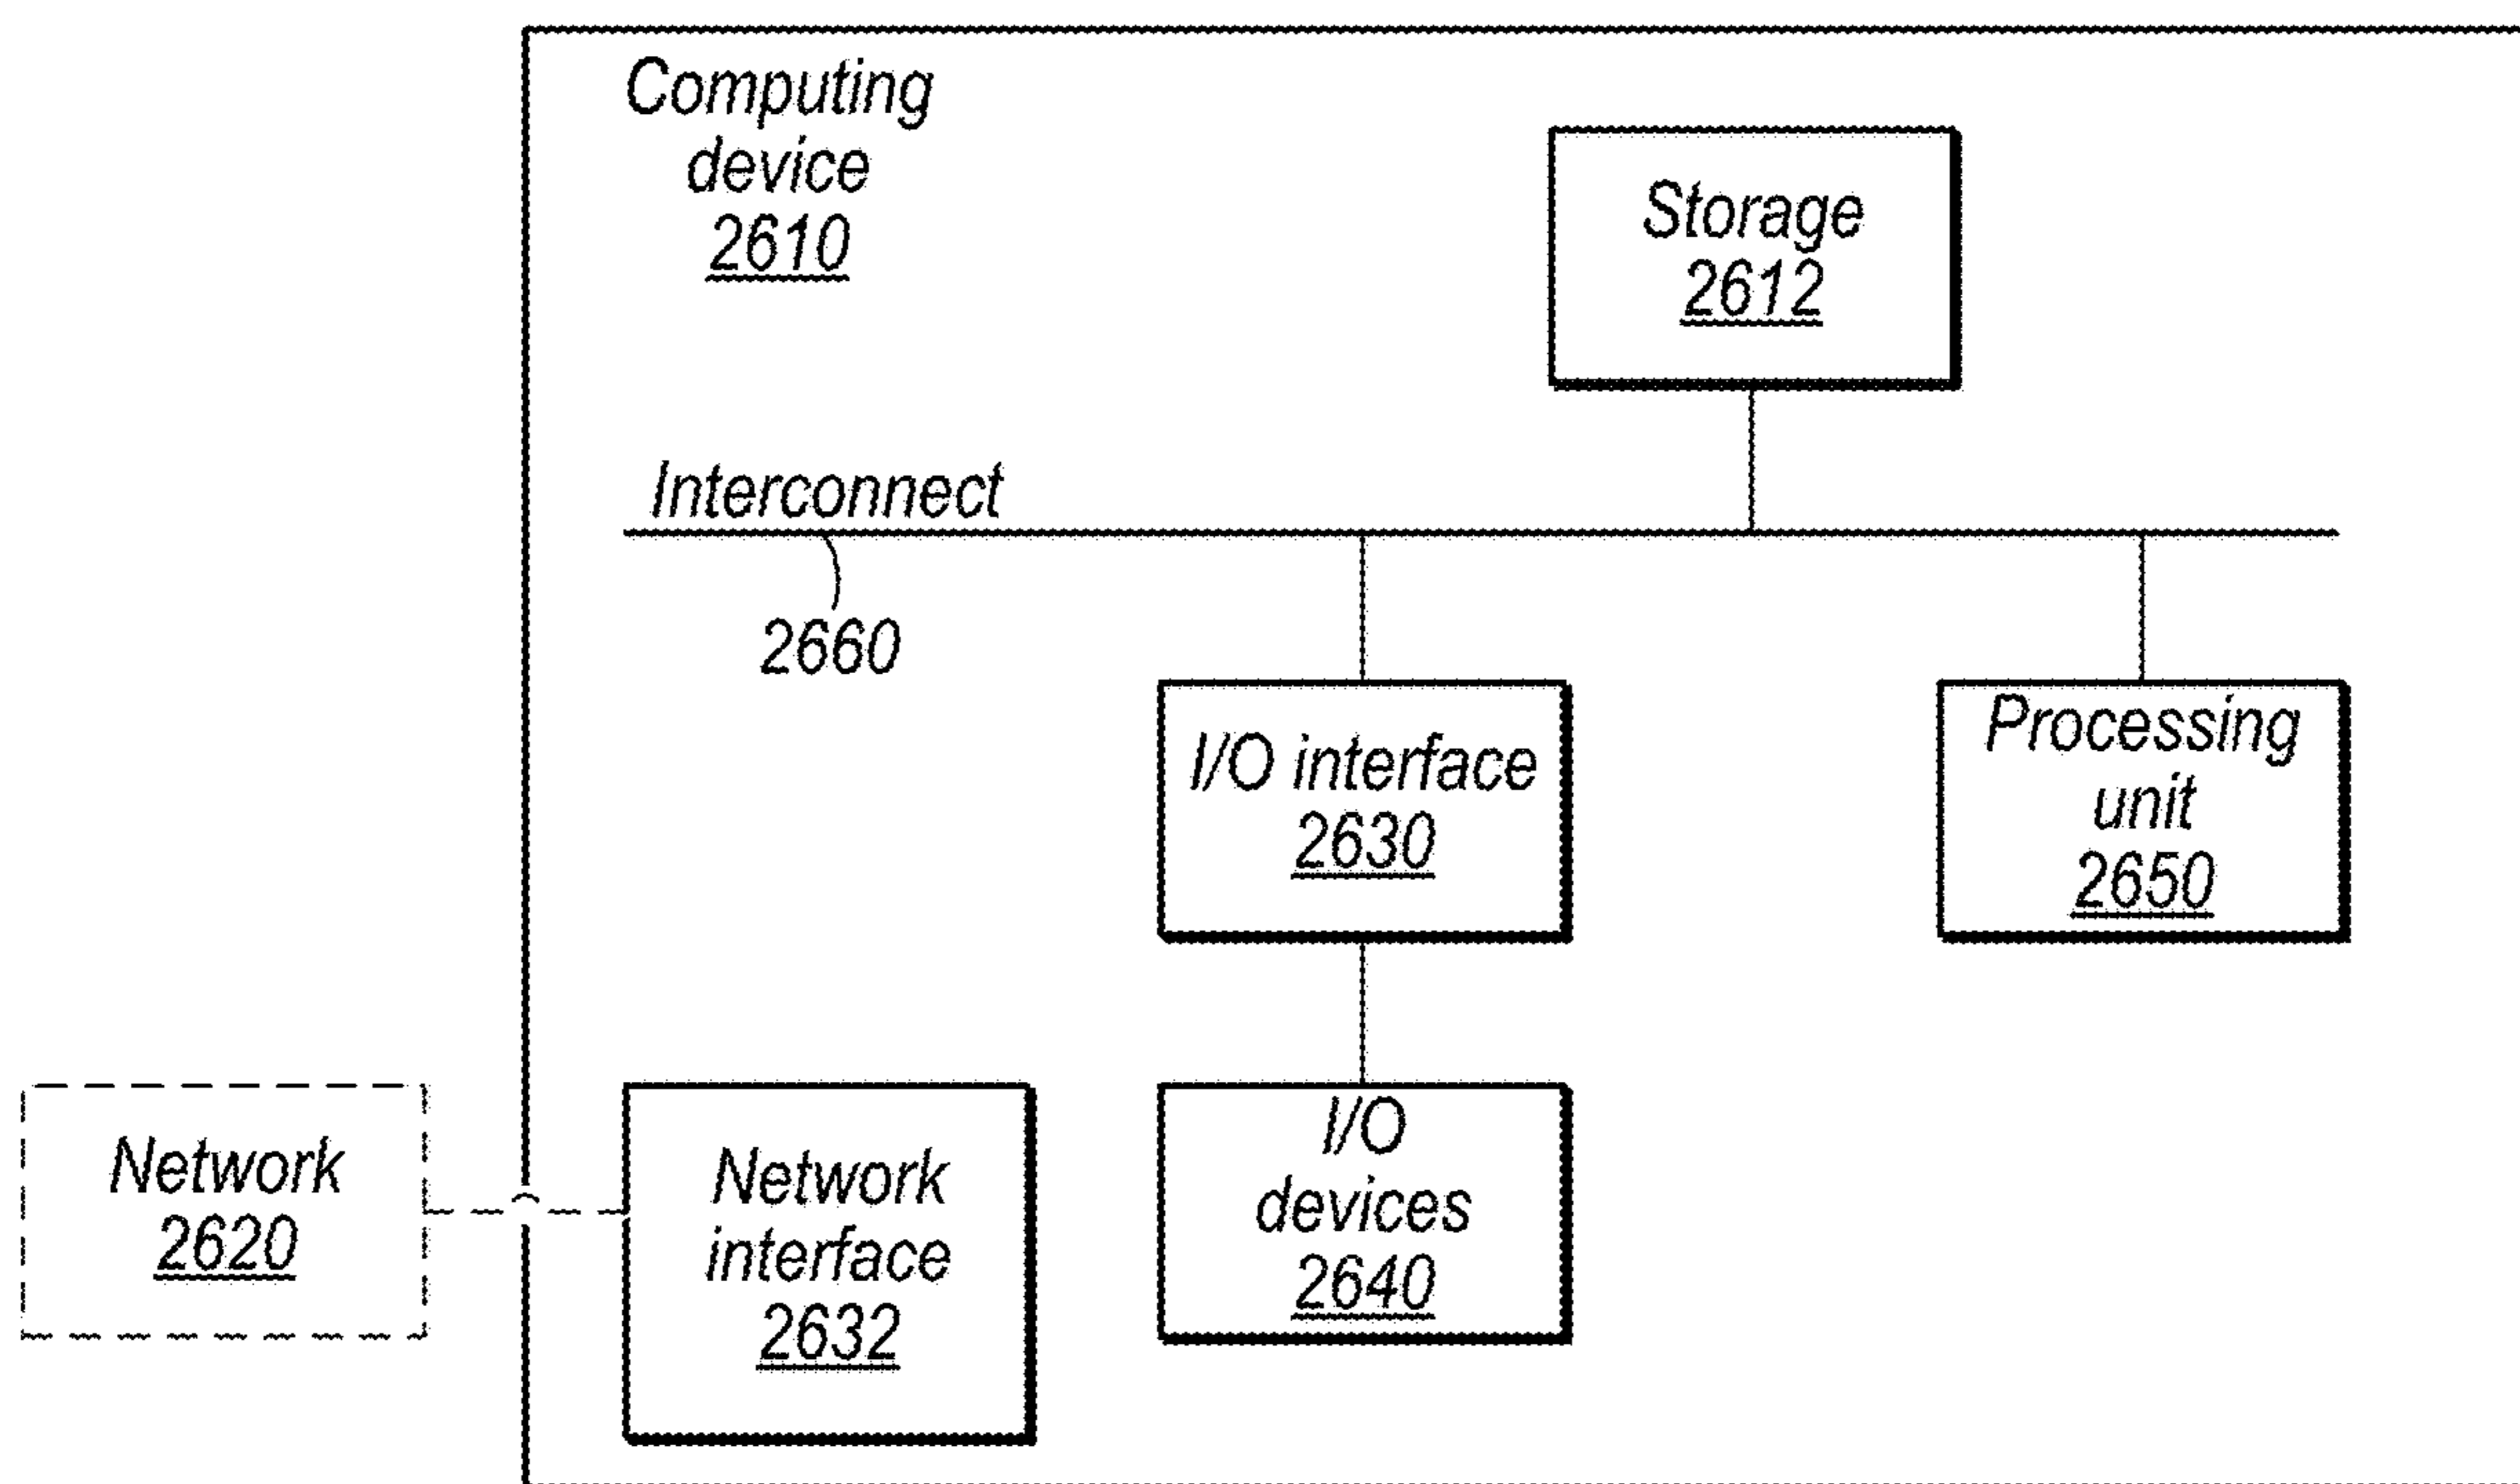 Computing
device
2610
Storage
2612
Interconnect
2660
I/O interface
2630
Processing
unit
2650
Network
2620
Network
interface
2632
I/O
devices
2640